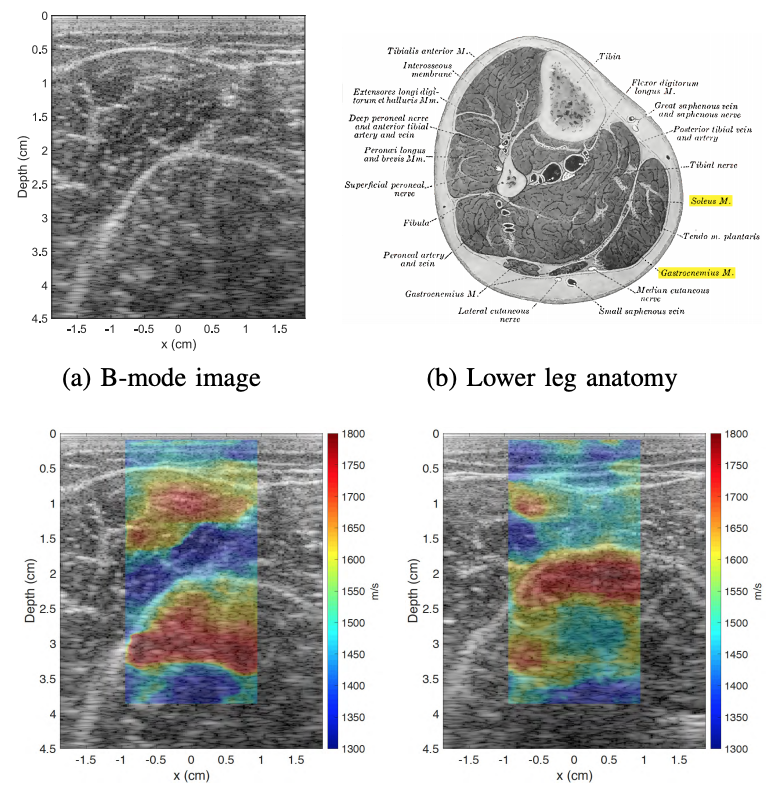 0
0.5
1
1.5
2
2.5
3
3.5
4
4.5
Depth (cm)
-1.5 -1 -0.5 0 0.5 1 1.5
x (cm)
Tibialis anterior M.
Interosseous
membrane
Extensores longi digi-
torum et hallucis Mm.
Deep peroneal nerve
and anterior tibial
artery and vein
Peronæi longus
and brevis Mm.
Superficial peroneal
nerve
Fibula
Peroneal artery
and vein
Gastrocnemius M.
Lateral cutaneous
nerve
Tibia
Flexor digitorum
longus M.
Great saphenous vein
and saphenous nerve
Posterior tibial vein
and artery
Tibial nerve
Soleus M.
Tendo m. plantaris
Gastrocnemius M.
Median cutaneous
nerve
Small saphenous vein
(a) B-mode image
(b) Lower leg anatomy
0
0.5
1
1.5
2
2.5
3
3.5
4
4.5
Depth (cm)
-1.5 -1 -0.5 0 0.5 1 1.5
x (cm)
1800
1750
1700
1650
1600
1550
1500
1450
1400
1350
1300
m/s
0
0.5
1
1.5
2
2.5
3
3.5
4
4.5
Depth (cm)
-1.5 -1 -0.5 0 0.5 1 1.5
x (cm)
1800
1750
1700
1650
1600
1550
1500
1450
1400
1350
1300
m/s